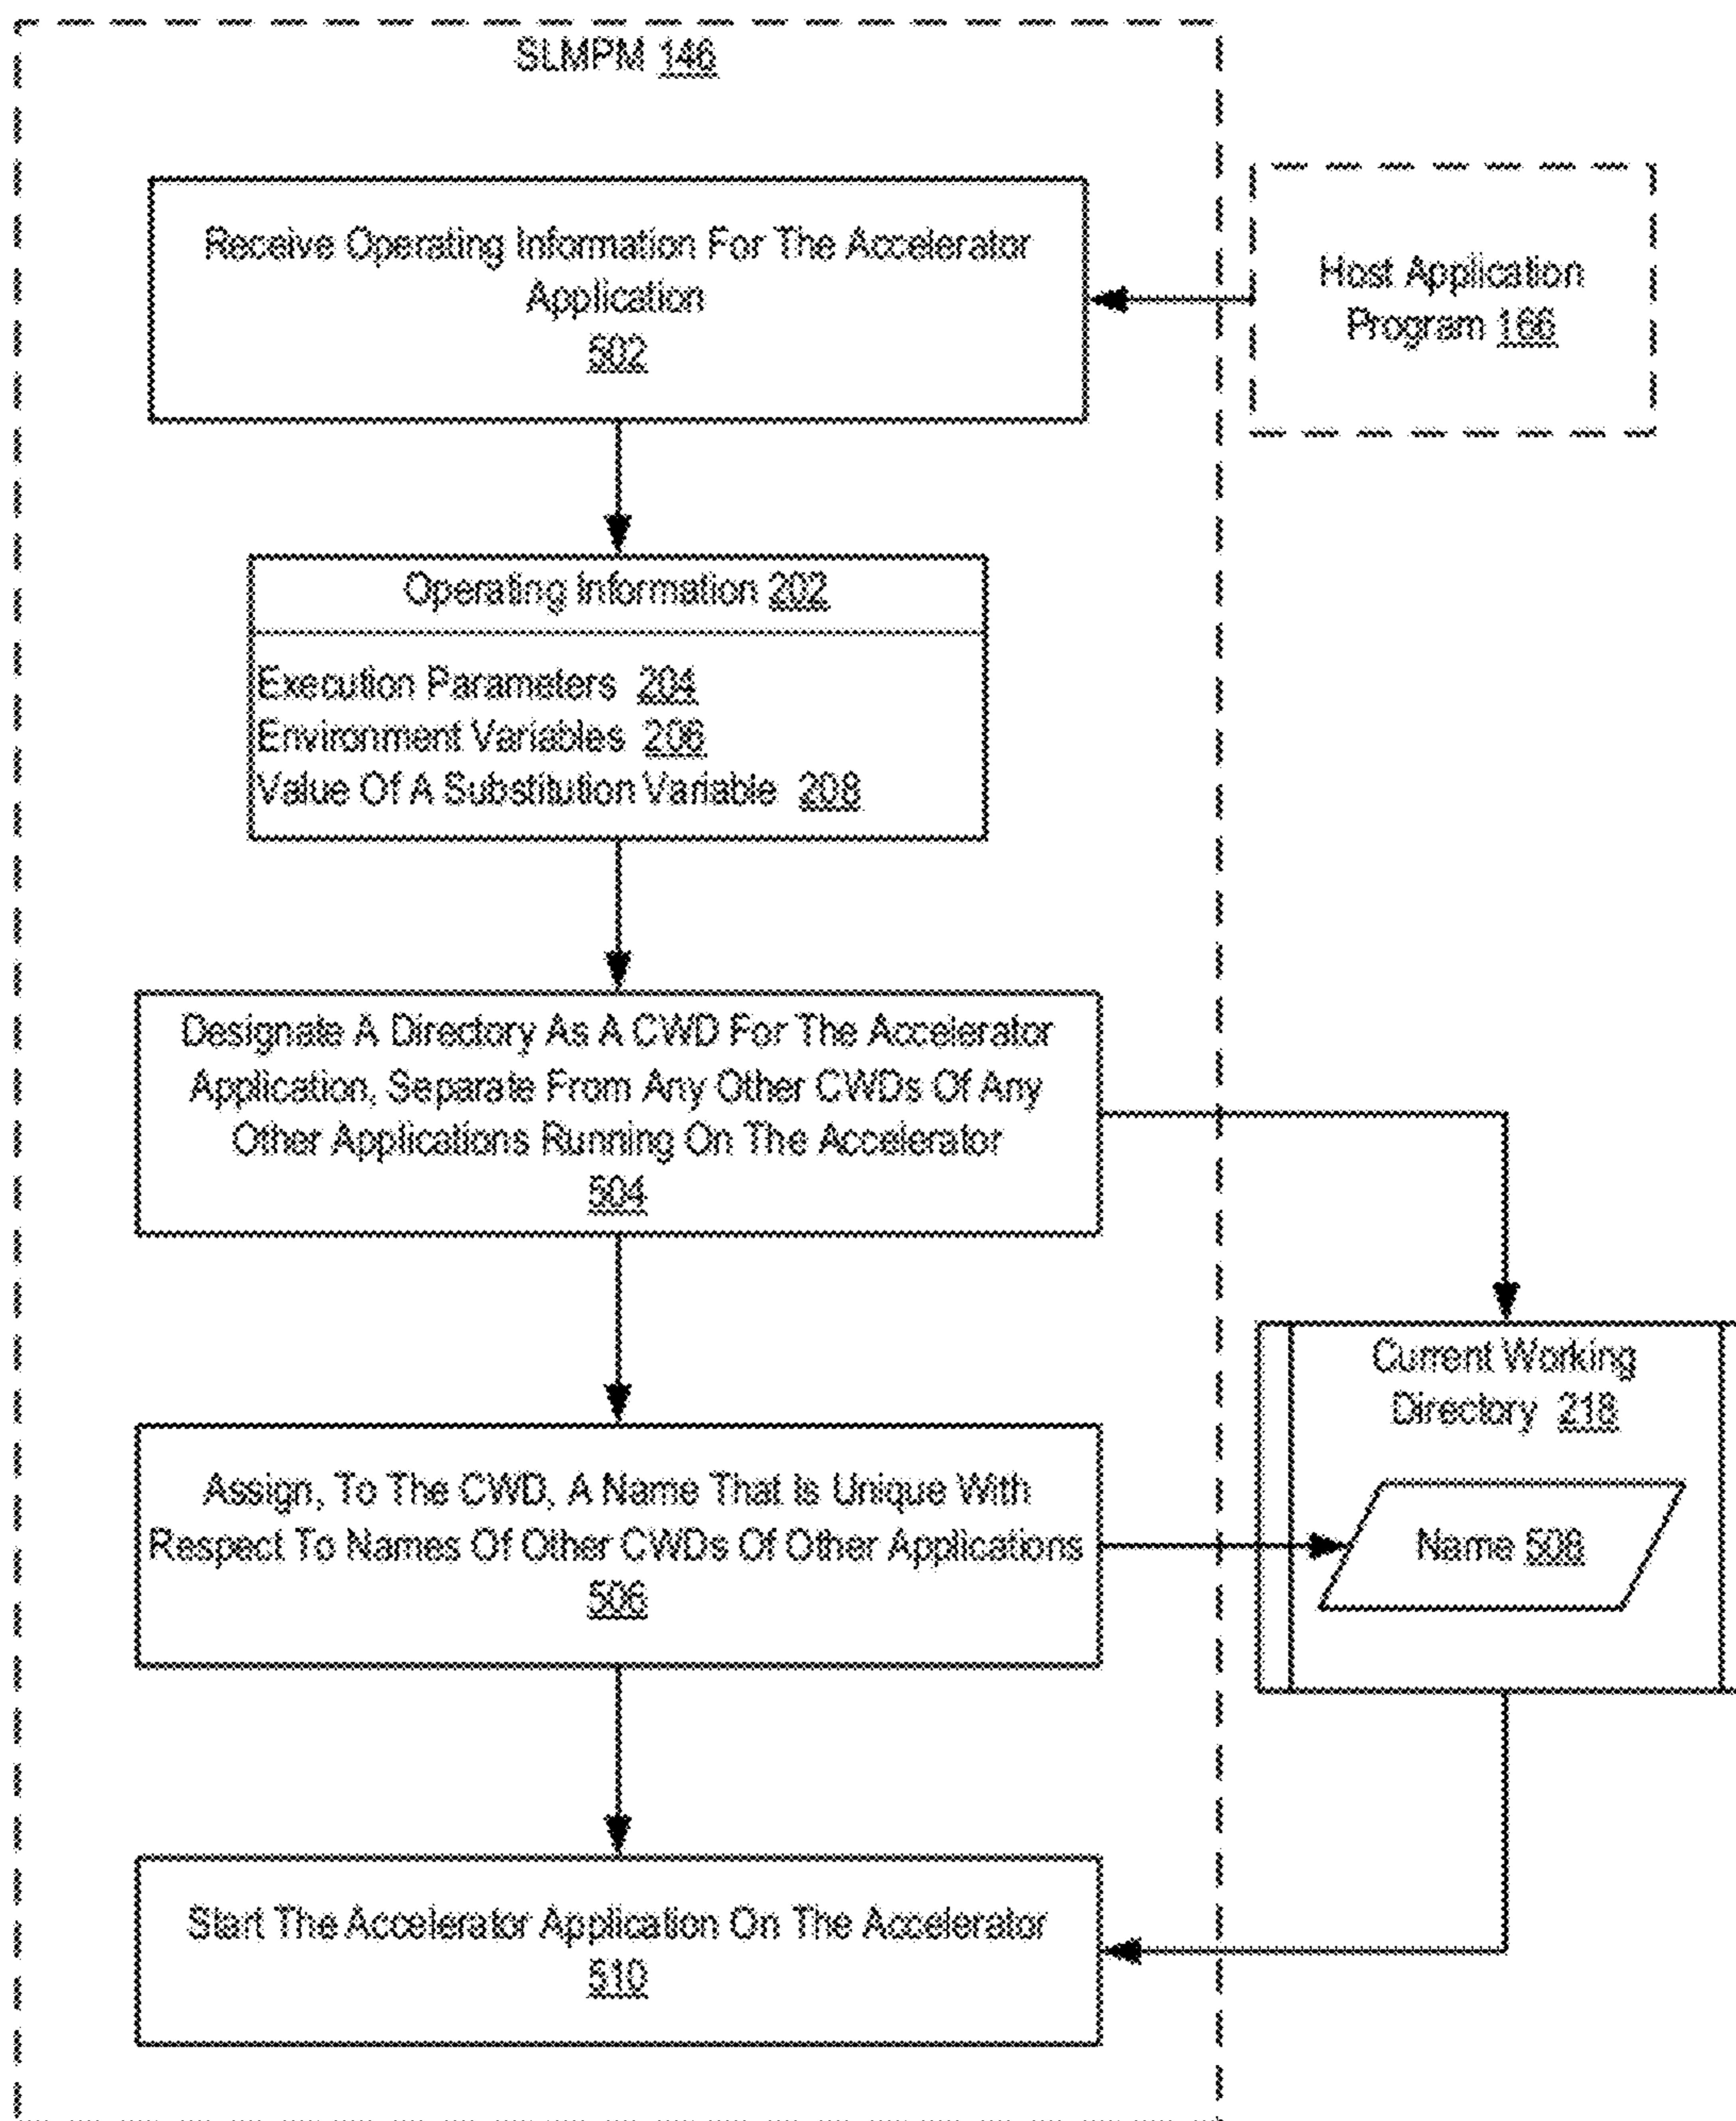 SLMPM 146
Receive Operating Information For The Accelerator
Application
502
Host Application
Program 166
Operating Information 202
Execution Parameters 204
Environment Variables 206
Value Of A Substitution Variable 208
Designate A Directory As A CWD For The Accelerator
Application, Separate From Any Other CWDs Of Any
Other Applications Running On The Accelerator
504
Current Working
Directory 218
Assign, To The CWD, A Name That Is Unique With
Respect To Names Of Other CWDs Of Other Applications
506
Name 508
Start The Accelerator Application On The Accelerator
510